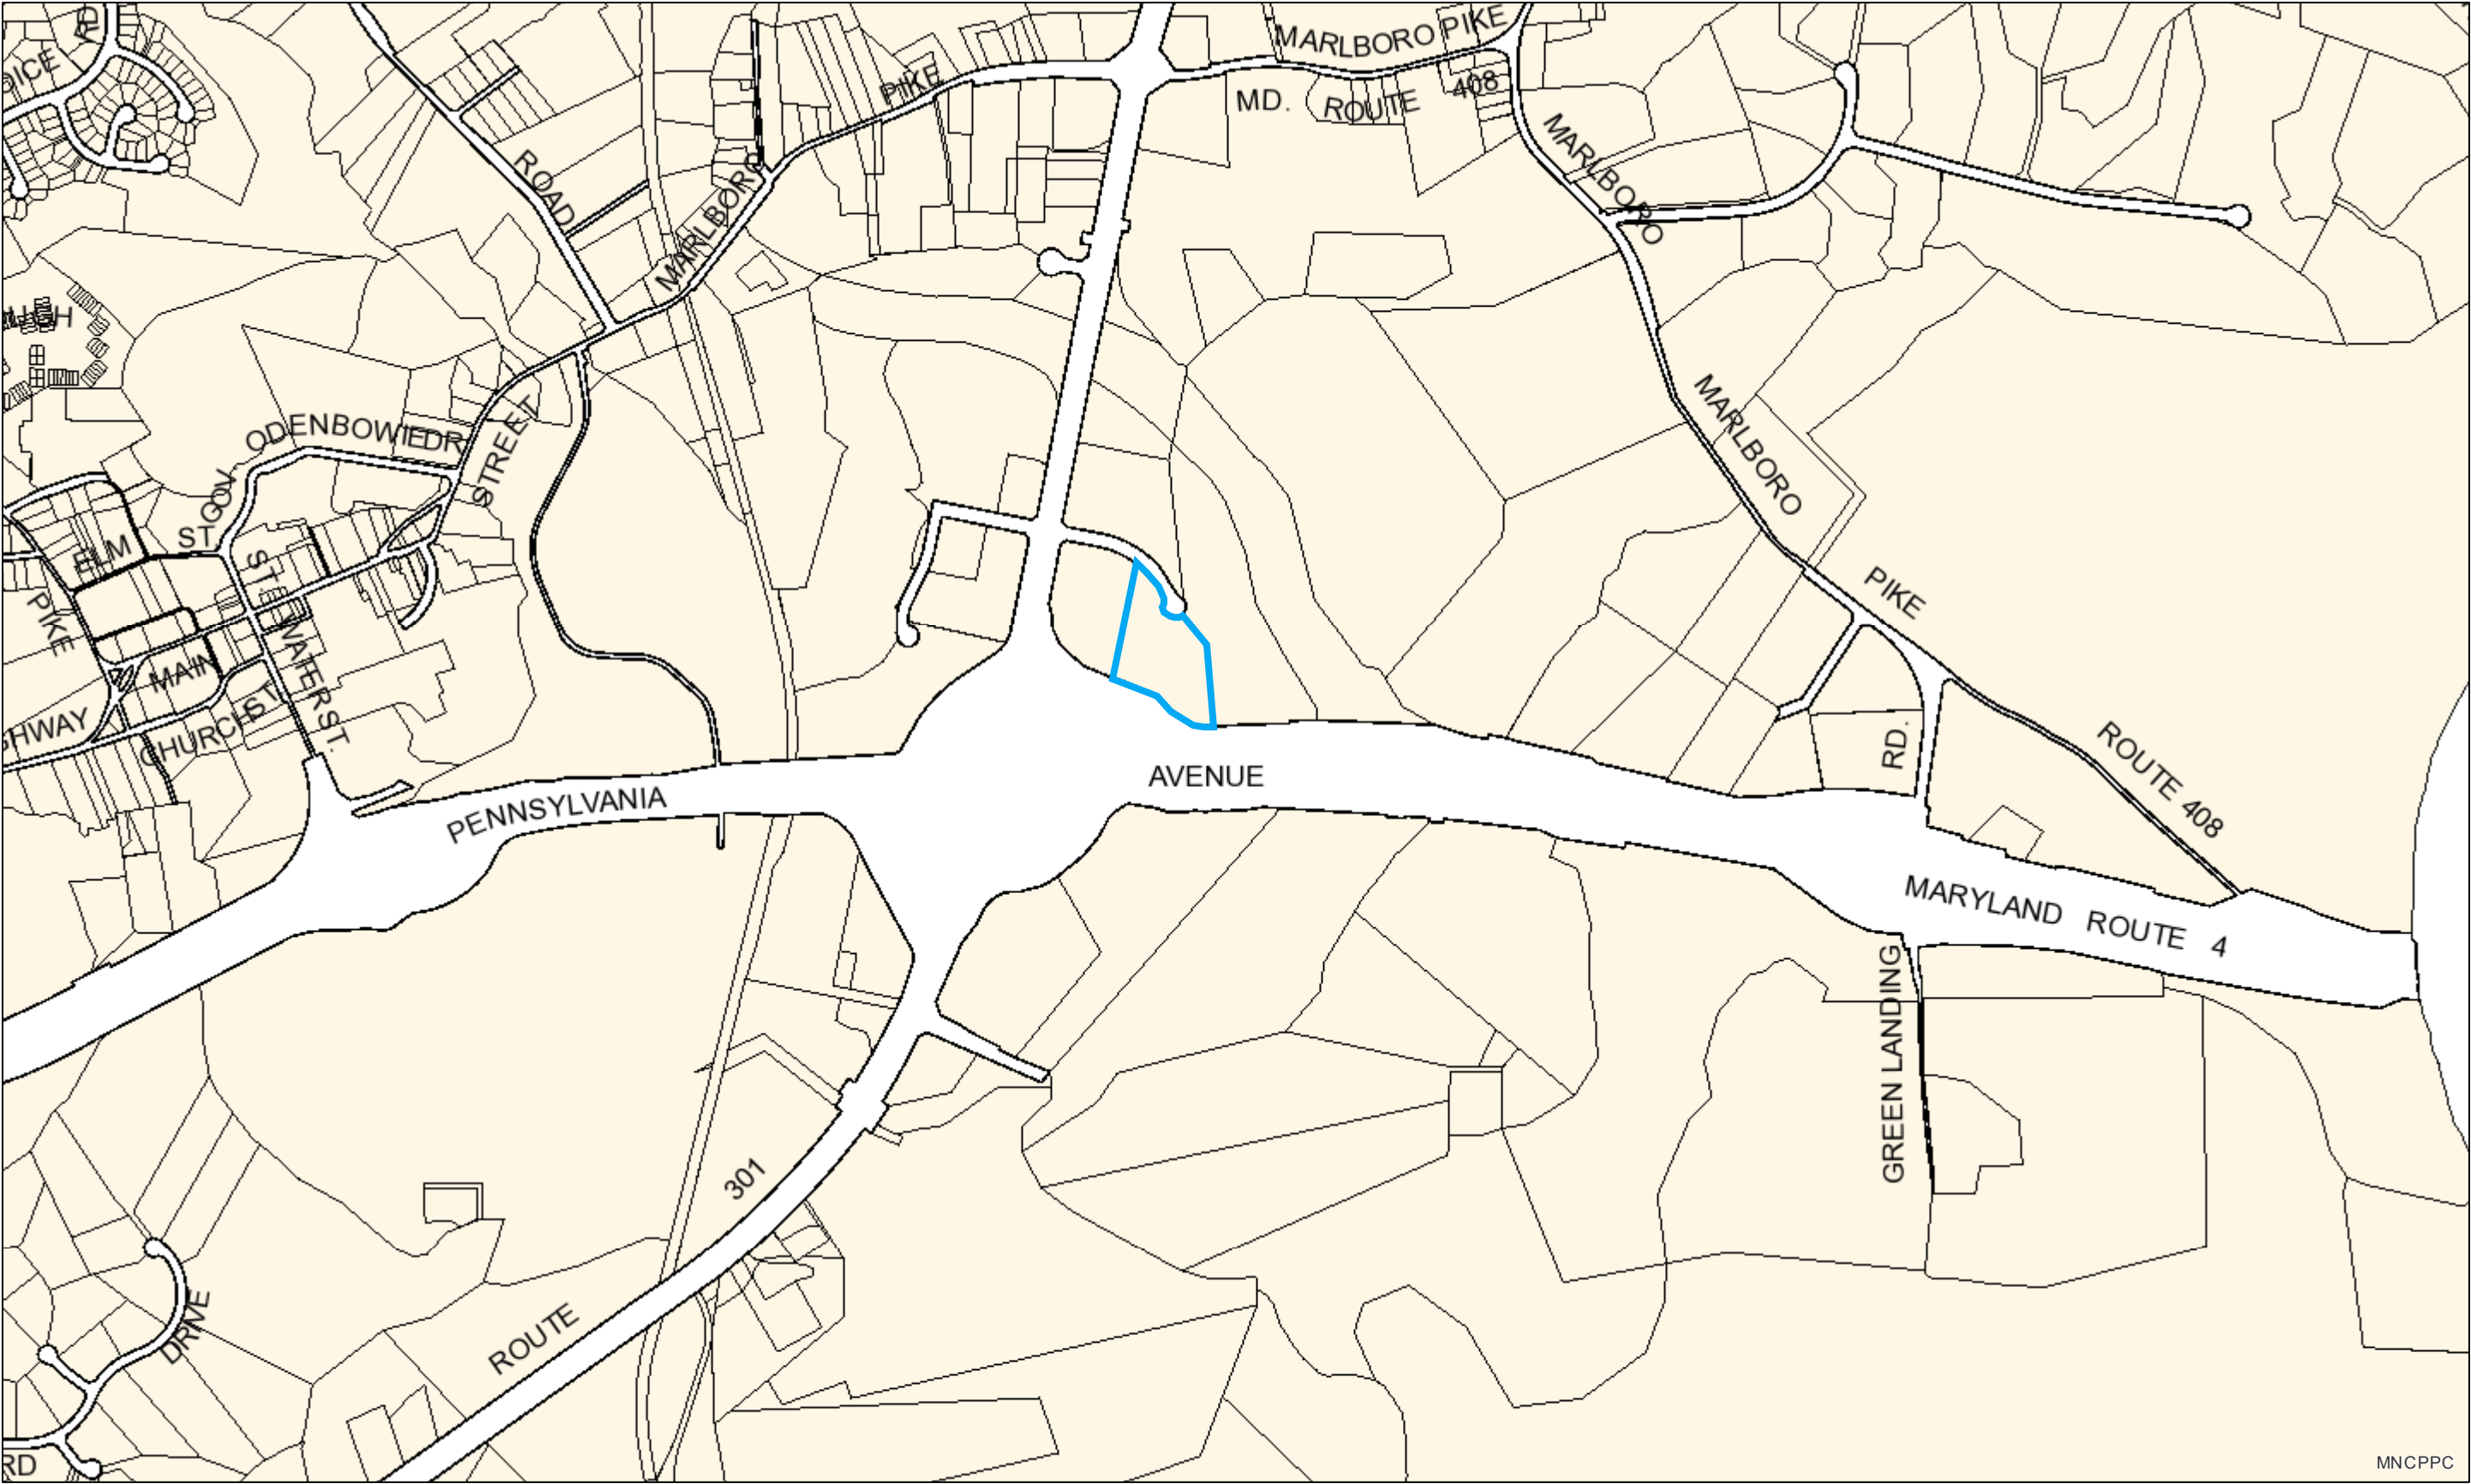 RD
MARLBORO PIKE
PIKE
MD. ROUTE 408
MARLBORO
ROAD
MARLBORO
ODENBOWIE DR
STREET
GOV.
MARLBORO
ELM ST.
PIKE
PIKE
ST.
WATER ST.
MAIN
CHURCH ST.
RD.
ROUTE 408
AVENUE
PENNSYLVANIA
MARYLAND ROUTE 4
GREEN LANDING
301
ROUTE
DRIVE
RD
MNCPPC